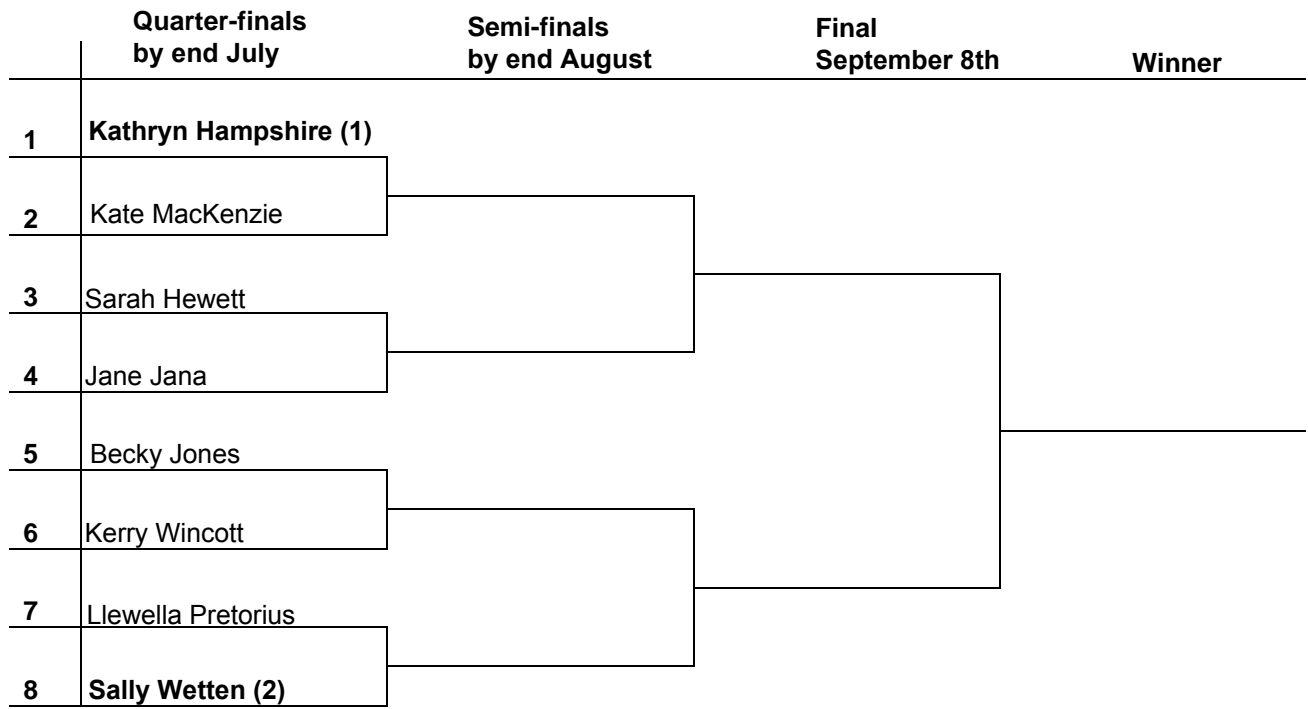 Quarter-finals
by end July
Semi-finals
by end August
Final
September 8th
Winner
1 Kathryn Hampshire (1)
2 Kate MacKenzie
3 Sarah Hewett
4 Jane Jana
5 Becky Jones
6 Kerry Wincott
7 Llewella Pretorius
8 Sally Wetten (2)